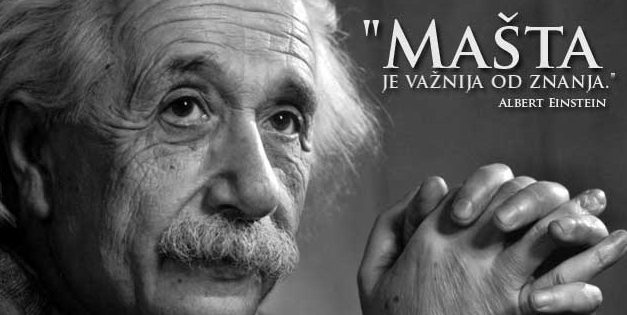 "Mašta
je važnija od znanja."
Albert Einstein